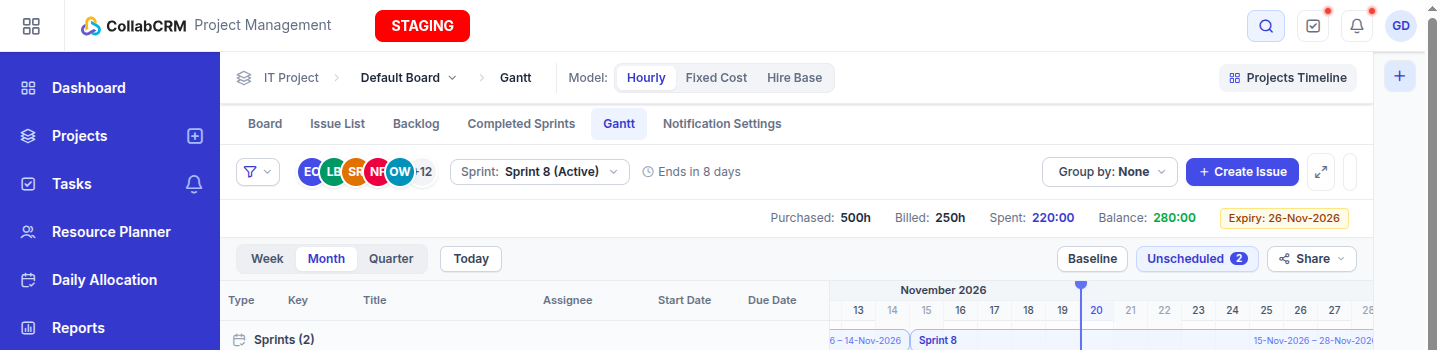 CollabCRM Project Management STAGING GD
Dashboard
Projects
Tasks
Resource Planner
Daily Allocation
Reports
IT Project Default Board Gantt Model: Hourly Fixed Cost Hire Base Projects Timeline
Board Issue List Backlog Completed Sprints Gantt Notification Settings
OW +12 Sprint: Sprint 8 (Active) Ends in 8 days Group by: None + Create Issue
Purchased: 500h Billed: 250h Spent: 220:00 Balance: 280:00 Expiry: 26-Nov-2026
Week Month Quarter Today Baseline Unscheduled 2 Share
Type Key Title Assignee Start Date Due Date
November 2026
13 14 15 16 17 18 19 20 21 22 23 24 25 26 27 28
Sprints (2) 6 – 14-Nov-2026 Sprint 8 15-Nov-2026 – 28-Nov-202